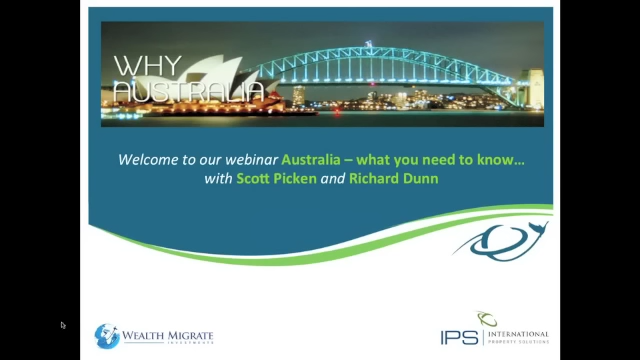 WHY
AUSTRALIA
Welcome to our webinar Australia – what you need to know...
with Scott Picken and Richard Dunn
WEALTH MIGRATE
INVESTMENTS
IPS INTERNATIONAL
PROPERTY SOLUTIONS